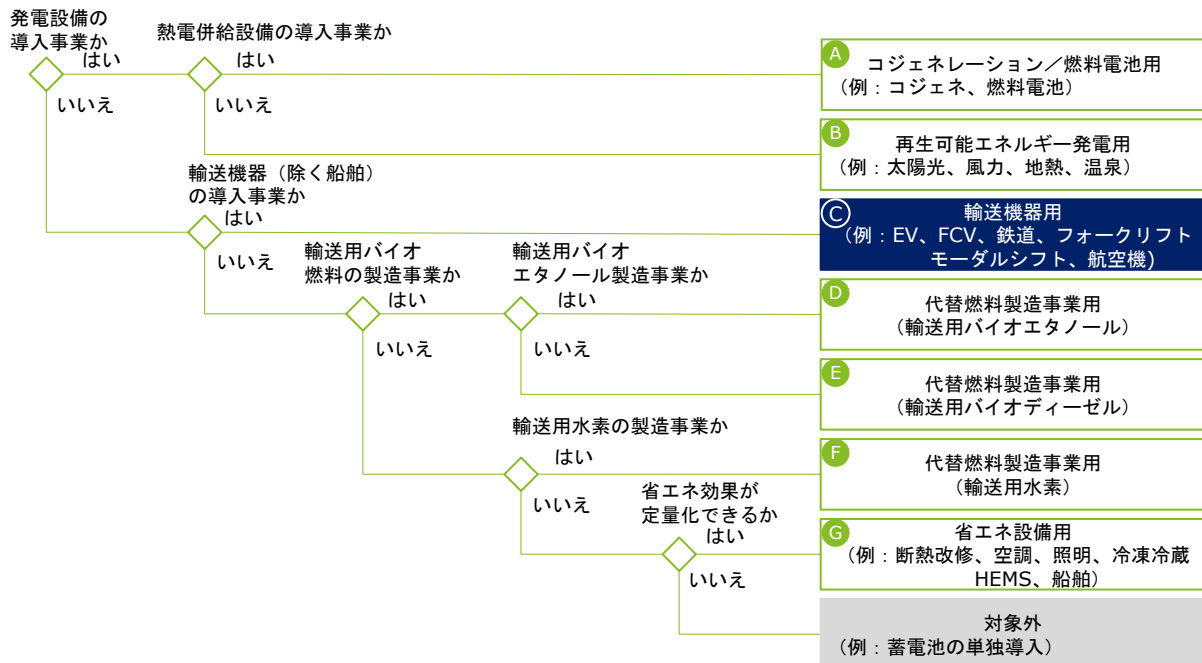 発電設備の
導入事業か
はい
いいえ
熱電併給設備の導入事業か
はい
いいえ
A
コジェネレーション／燃料電池用
（例：コジェネ、燃料電池）
B
再生可能エネルギー発電用
（例：太陽光、風力、地熱、温泉）
輸送機器（除く船舶）
の導入事業か
はい
いいえ
C
輸送機器用
（例：EV、FCV、鉄道、フォークリフト
モーダルシフト、航空機)
輸送用バイオ
燃料の製造事業か
はい
いいえ
輸送用バイオ
エタノール製造事業か
はい
いいえ
D
代替燃料製造事業用
（輸送用バイオエタノール）
E
代替燃料製造事業用
（輸送用バイオディーゼル）
輸送用水素の製造事業か
はい
いいえ
F
代替燃料製造事業用
（輸送用水素）
省エネ効果が
定量化できるか
はい
いいえ
G
省エネ設備用
（例：断熱改修、空調、照明、冷凍冷蔵
HEMS、船舶）
対象外
（例：蓄電池の単独導入）